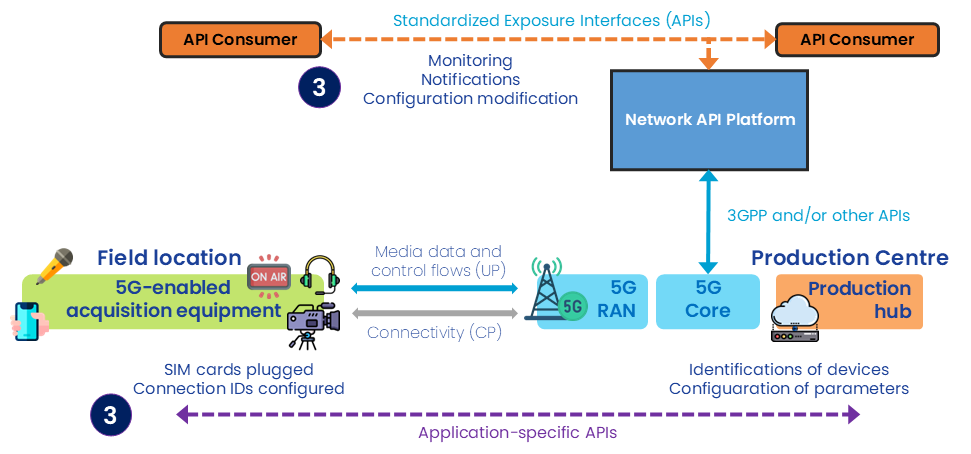 Standardized Exposure Interfaces (APIs)
API Consumer
API Consumer
3
Monitoring
Notifications
Configuration modification
Network API Platform
3GPP and/or other APIs
Field location
Media data and
control flows (UP)
Production Centre
ON AIR
5G-enabled
acquisition equipment
5G
5G
RAN
5G
Core
Production
hub
Connectivity (CP)
SIM cards plugged
Connection IDs configured
Identifications of devices
Configuaration of parameters
3
Application-specific APIs